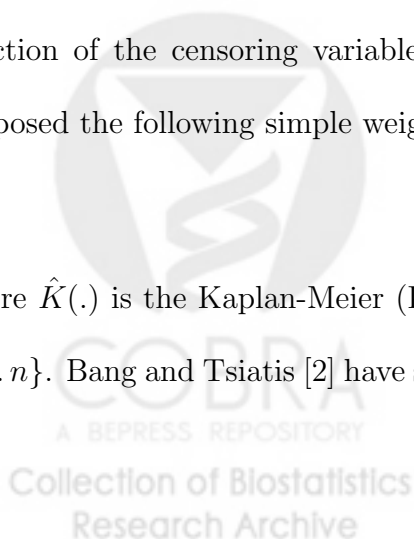 ction of the censoring variable
posed the following simple weig
re K̂(.) is the Kaplan-Meier (
. n}. Bang and Tsiatis [2] have
COBRA
A BEPRESS REPOSITORY
Collection of Biostatistics
Research Archive